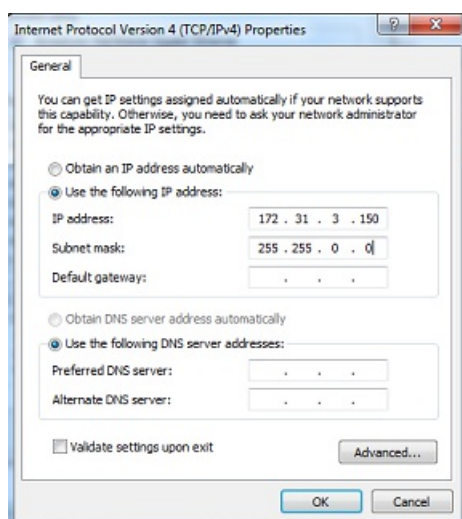 Internet Protocol Version 4 (TCP/IPv4) Properties
General
You can get IP settings assigned automatically if your network supports
this capability. Otherwise, you need to ask your network administrator
for the appropriate IP settings.
Obtain an IP address automatically
Use the following IP address:
IP address: 172 . 31 . 3 . 150
Subnet mask: 255 . 255 . 0 . 0
Default gateway: . . .
Obtain DNS server address automatically
Use the following DNS server addresses:
Preferred DNS server: . . .
Alternate DNS server: . . .
Validate settings upon exit
Advanced...
OK Cancel